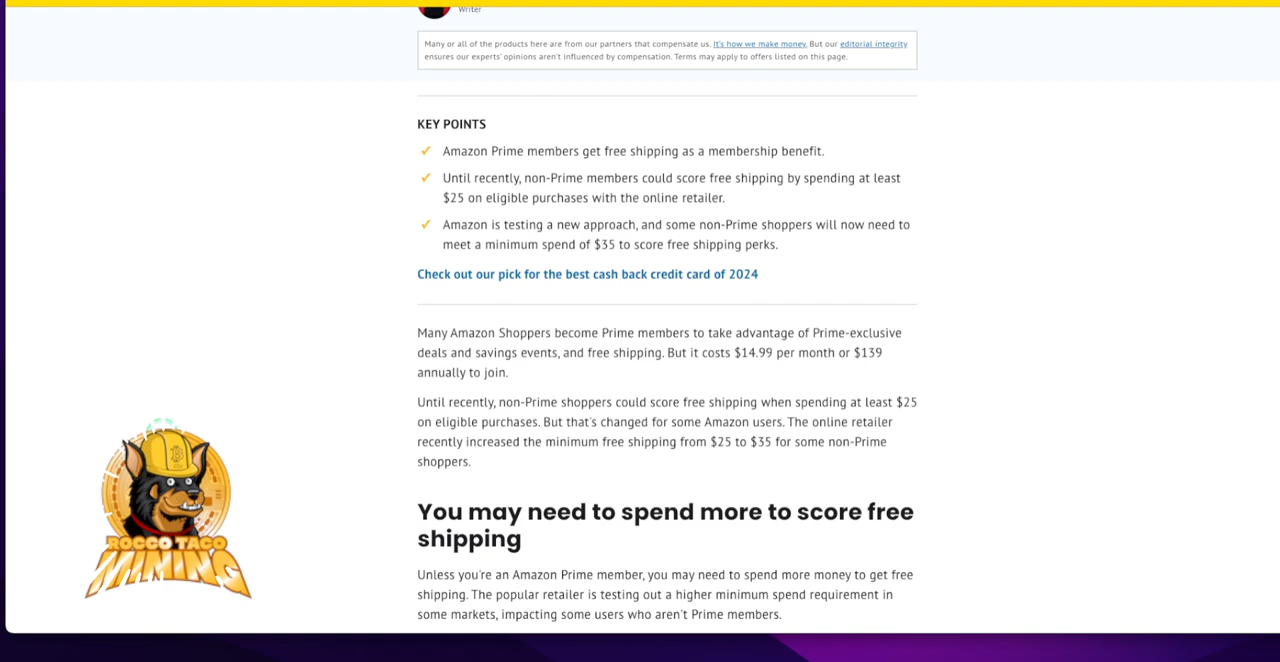 Writer
Many or all of the products here are from our partners that compensate us. It's how we make money. But our editorial integrity
ensures our experts' opinions aren't influenced by compensation. Terms may apply to offers listed on this page.
KEY POINTS
Amazon Prime members get free shipping as a membership benefit.
Until recently, non-Prime members could score free shipping by spending at least
$25 on eligible purchases with the online retailer.
Amazon is testing a new approach, and some non-Prime shoppers will now need to
meet a minimum spend of $35 to score free shipping perks.
Check out our pick for the best cash back credit card of 2024
Many Amazon Shoppers become Prime members to take advantage of Prime-exclusive
deals and savings events, and free shipping. But it costs $14.99 per month or $139
annually to join.
Until recently, non-Prime shoppers could score free shipping when spending at least $25
on eligible purchases. But that's changed for some Amazon users. The online retailer
recently increased the minimum free shipping from $25 to $35 for some non-Prime
shoppers.
You may need to spend more to score free
shipping
Unless you're an Amazon Prime member, you may need to spend more money to get free
shipping. The popular retailer is testing out a higher minimum spend requirement in
some markets, impacting some users who aren't Prime members.
ROCCO TACO
MINING